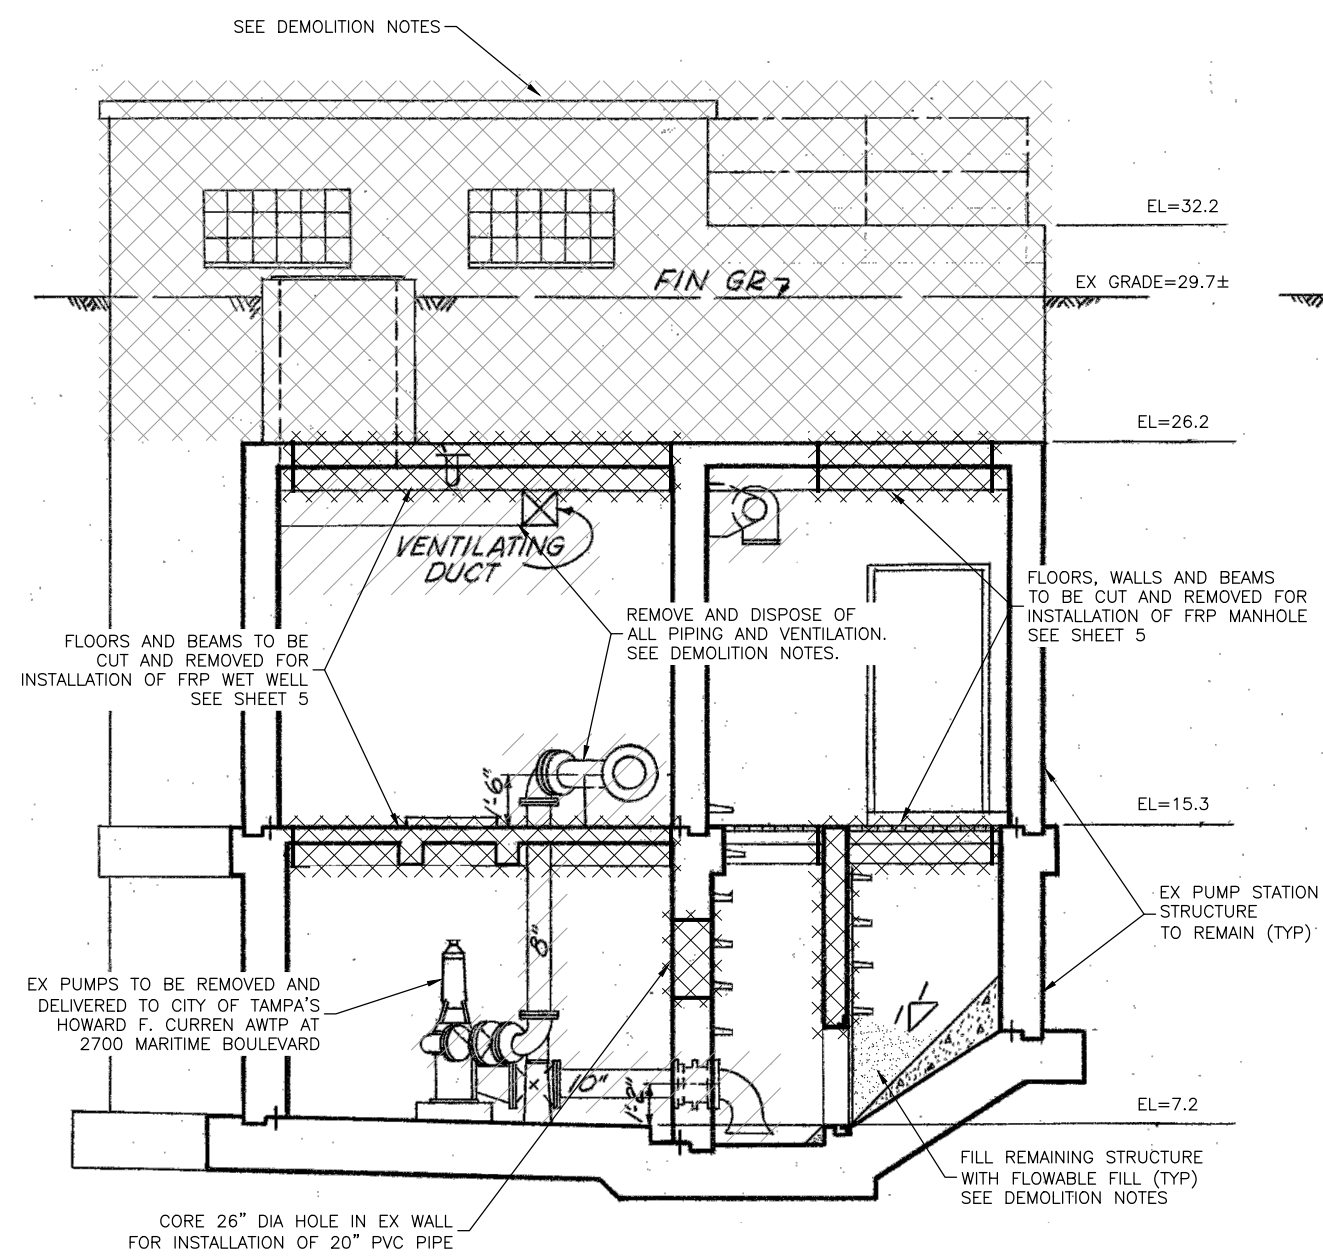 SEE DEMOLITION NOTES
EL=32.2
FIN GR
EX GRADE=29.7±
EL=26.2
VENTILATING
DUCT
FLOORS, WALLS AND BEAMS
TO BE CUT AND REMOVED FOR
INSTALLATION OF FRP MANHOLE
SEE SHEET 5
REMOVE AND DISPOSE OF
ALL PIPING AND VENTILATION.
SEE DEMOLITION NOTES.
FLOORS AND BEAMS TO BE
CUT AND REMOVED FOR
INSTALLATION OF FRP WET WELL
SEE SHEET 5
1'-6"
EL=15.3
EX PUMP STATION
STRUCTURE
TO REMAIN (TYP)
8"
EX PUMPS TO BE REMOVED AND
DELIVERED TO CITY OF TAMPA'S
HOWARD F. CURREN AWTP AT
2700 MARITIME BOULEVARD
1
1
10"
1'-2"
EL=7.2
FILL REMAINING STRUCTURE
WITH FLOWABLE FILL (TYP)
SEE DEMOLITION NOTES
CORE 26" DIA HOLE IN EX WALL
FOR INSTALLATION OF 20" PVC PIPE